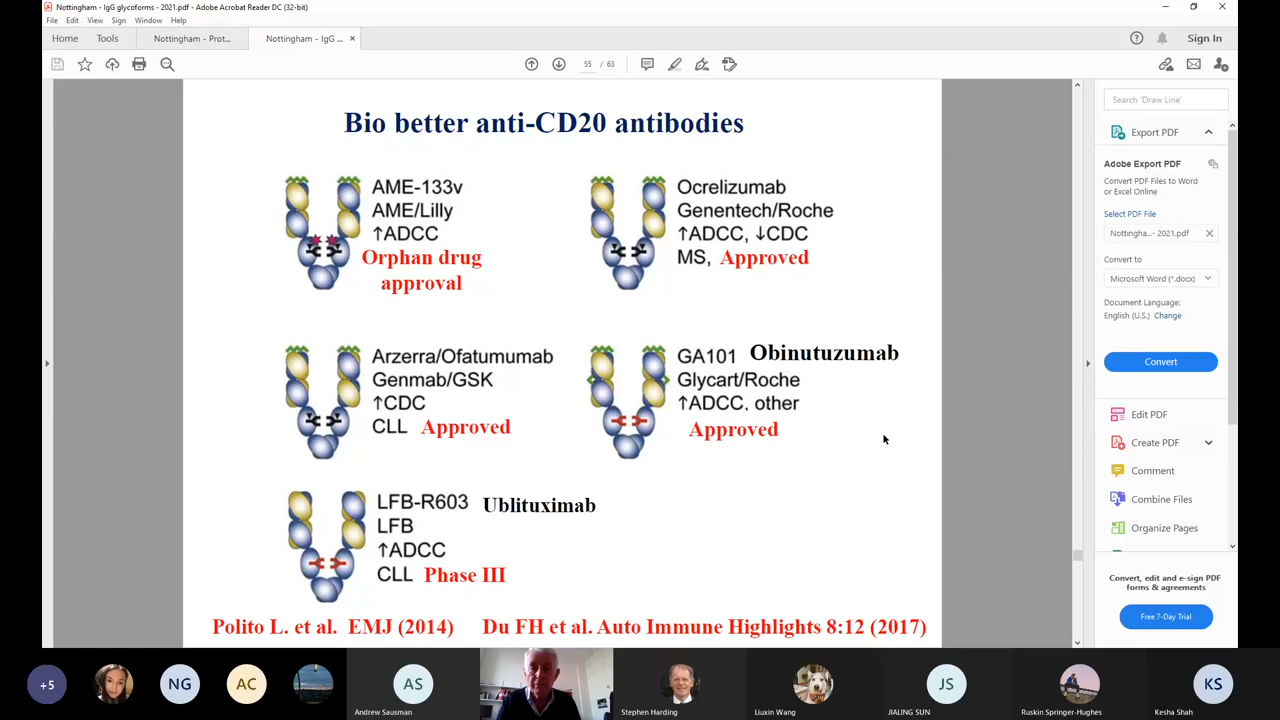 Nottingham - IgG glycoforms - 2021.pdf - Adobe Acrobat Reader DC (32-bit)
File Edit View Sign Window Help
Home Tools Nottingham - Prot... Nottingham - IgG ... × Sign In
55 / 63
Bio better anti-CD20 antibodies
AME-133v
AME/Lilly
↑ADCC
Orphan drug
approval
Ocrelizumab
Genentech/Roche
↑ADCC, ↓CDC
MS, Approved
Arzerra/Ofatumumab
Genmab/GSK
↑CDC
CLL Approved
GA101 Obinutuzumab
Glycart/Roche
↑ADCC, other
Approved
LFB-R603 Ublituximab
LFB
↑ADCC
CLL Phase III
Polito L. et al. EMJ (2014) Du FH et al. Auto Immune Highlights 8:12 (2017)
Search 'Draw Line'
Export PDF
Adobe Export PDF
Convert PDF Files to Word
or Excel Online
Select PDF File
Nottingha...- 2021.pdf
Convert to
Microsoft Word (*.docx)
Document Language:
English (U.S.) Change
Convert
Edit PDF
Create PDF
Comment
Combine Files
Organize Pages
Convert, edit and e-sign PDF
forms & agreements
Free 7-Day Trial
+5 NG AC AS JS KS
Andrew Sausman Stephen Harding Liuxin Wang JIALING SUN Ruskin Springer-Hughes Kesha Shah